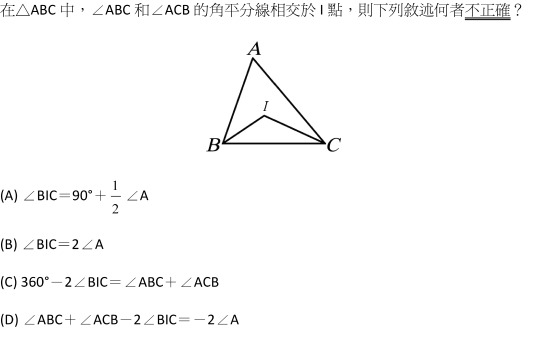 在△ABC 中，∠ABC 和∠ACB 的角平分線相交於 I 點，則下列敘述何者不正確？
A
I
B
C
(A) ∠BIC＝90°＋1/2 ∠A
(B) ∠BIC＝2∠A
(C) 360°－2∠BIC＝∠ABC＋∠ACB
(D) ∠ABC＋∠ACB－2∠BIC＝－2∠A